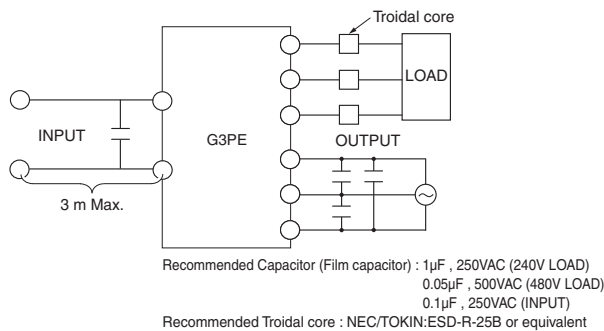 Troidal core
LOAD
INPUT
G3PE
OUTPUT
3 m Max.
Recommended Capacitor (Film capacitor) : 1µF , 250VAC (240V LOAD)
0.05µF , 500VAC (480V LOAD)
0.1µF , 250VAC (INPUT)
Recommended Troidal core : NEC/TOKIN:ESD-R-25B or equivalent